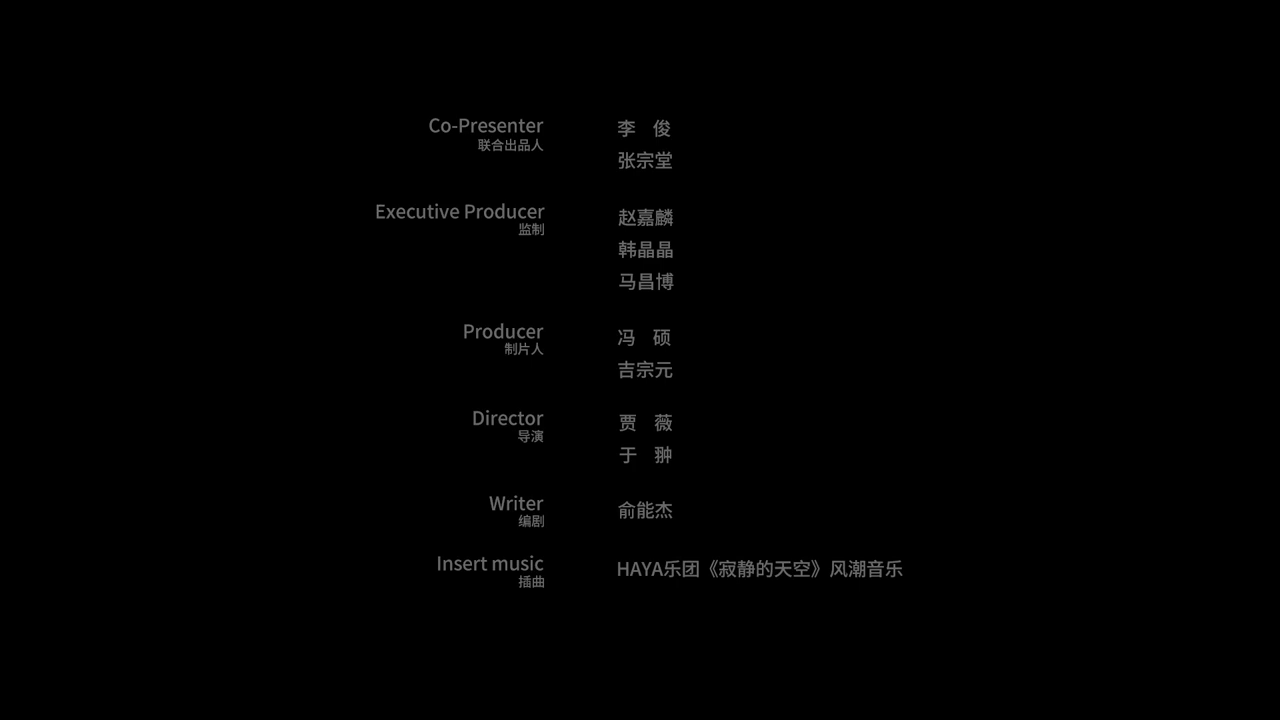 Co-Presenter
联合出品人
李 俊
张宗堂
Executive Producer
监制
赵嘉麟
韩晶晶
马昌博
Producer
制片人
冯 硕
吉宗元
Director
导演
贾 薇
于 翀
Writer
编剧
俞能杰
Insert music
插曲
HAYA乐团《寂静的天空》风潮音乐